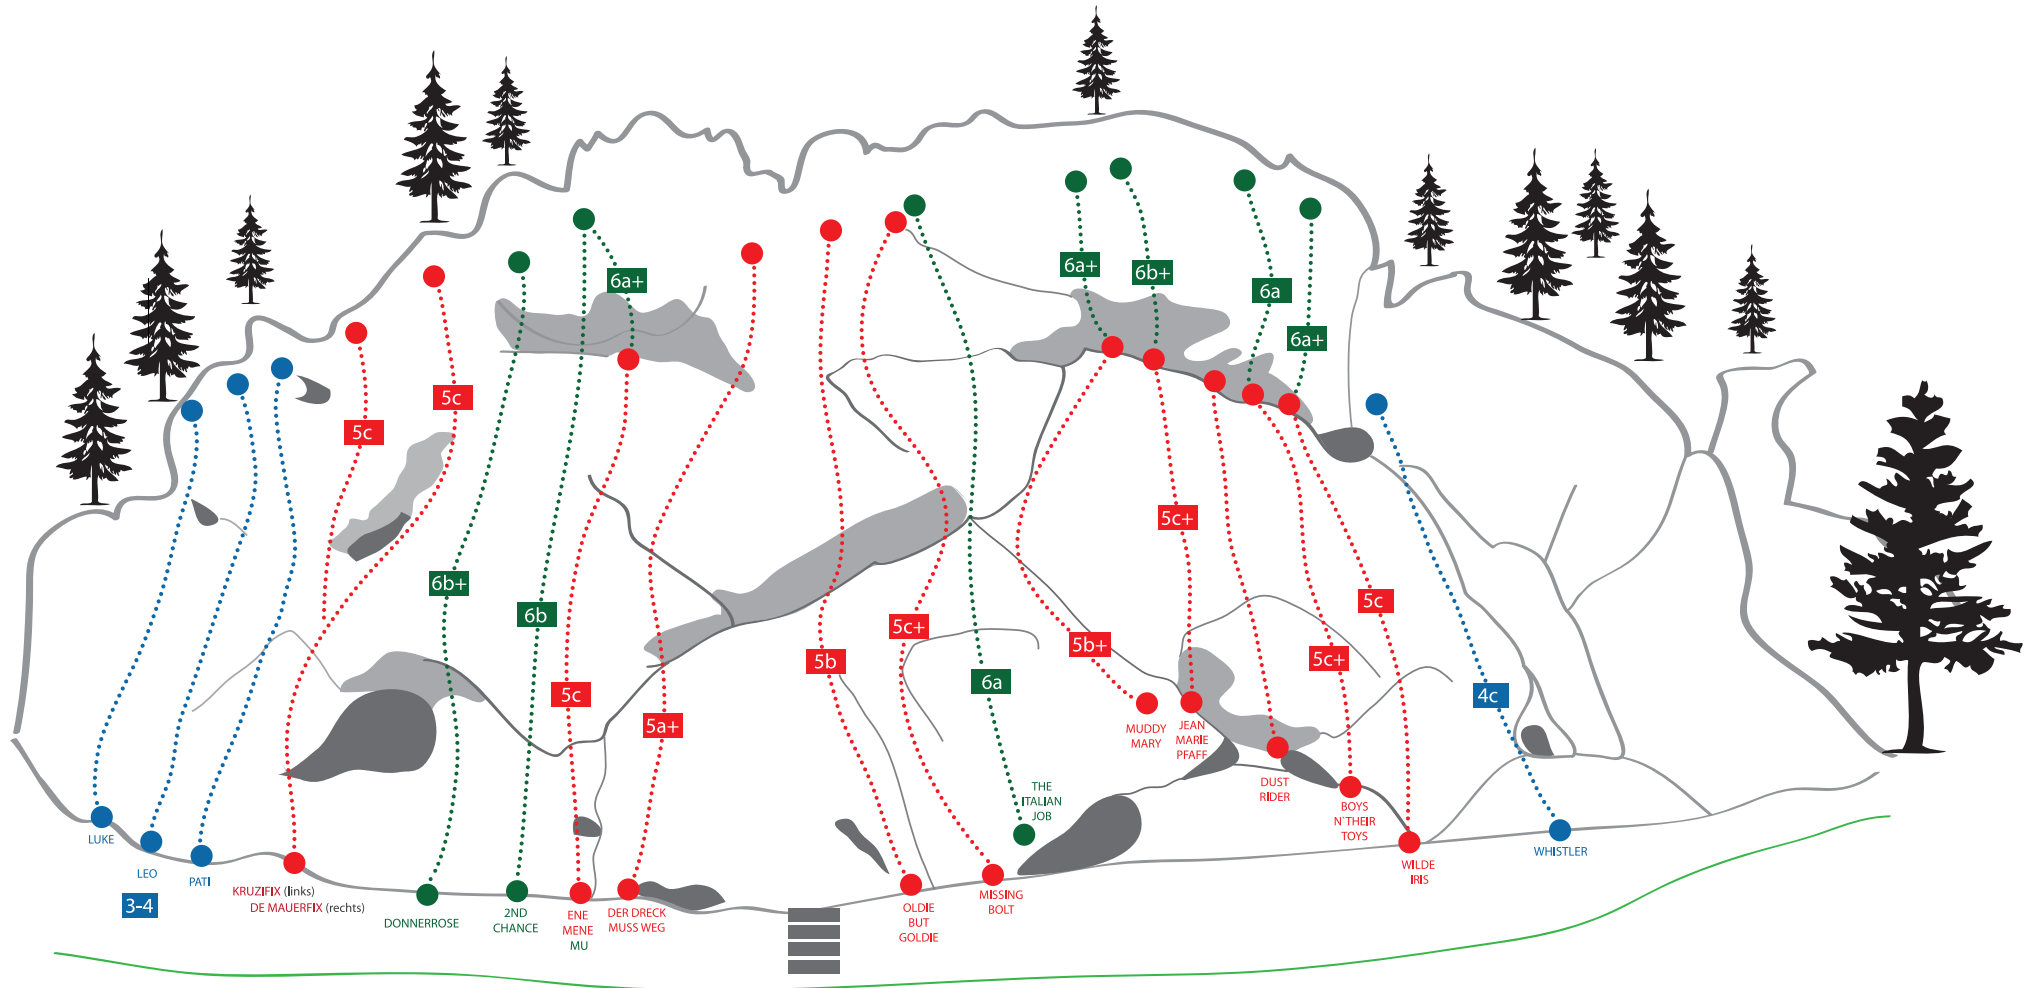 6a+
6b+
6a
6a+
6a+
5c
5c
5c+
6b+
6b
5c
5c+
5b+
5c+
5b
6a
5c
5a+
4c
LUKE
LEO
3-4
PATI
KRUZIFIX (links)
DE MAUERFIX (rechts)
DONNERROSE
2ND
CHANCE
ENE
MENE
MU
DER DRECK
MUSS WEG
OLDIE
BUT
GOLDIE
MISSING
BOLT
THE
ITALIAN
JOB
MUDDY
MARY
JEAN
MARIE
PFAFF
DUST
RIDER
BOYS
N`THEIR
TOYS
WILDE
IRIS
WHISTLER